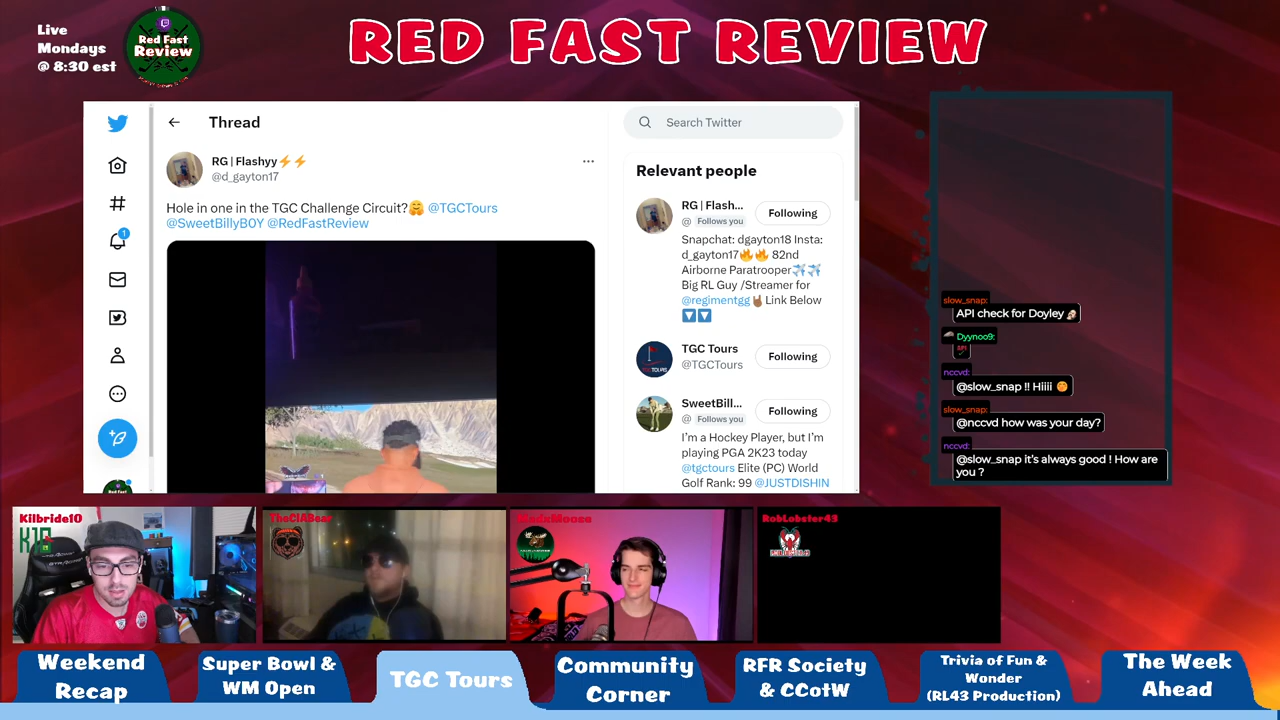 Live
Mondays
@ 8:30 est
Red Fast
Review
RED FAST REVIEW
Thread
Search Twitter
RG | Flashyy⚡⚡
@d_gayton17
Hole in one in the TGC Challenge Circuit?🤗 @TGCTours
@SweetBillyBOY @RedFastReview
Relevant people
RG | Flash...
@ Follows you
Following
Snapchat: dgayton18 Insta:
d_gayton17🔥🔥 82nd
Airborne Paratrooper✈️✈️
Big RL Guy /Streamer for
@regimentgg🤘🏾Link Below
🔽🔽
TGC Tours
@TGCTours
Following
SweetBill...
@ Follows you
Following
I'm a Hockey Player, but I'm
playing PGA 2K23 today
@tgctours Elite (PC) World
Golf Rank: 99 @JUSTDISHIN
1
slow_snap:
API check for Doyley
Dyynoo9:
nccvd:
@slow_snap !! Hiiii
slow_snap:
@nccvd how was your day?
nccvd:
@slow_snap it's always good ! How are
you ?
Kilbride10
K10
TheCIABear
MadxMoose
RobLobster43
Weekend
Recap
Super Bowl &
WM Open
TGC Tours
Community
Corner
RFR Society
& CCotW
Trivia of Fun &
Wonder
(RL43 Production)
The Week
Ahead